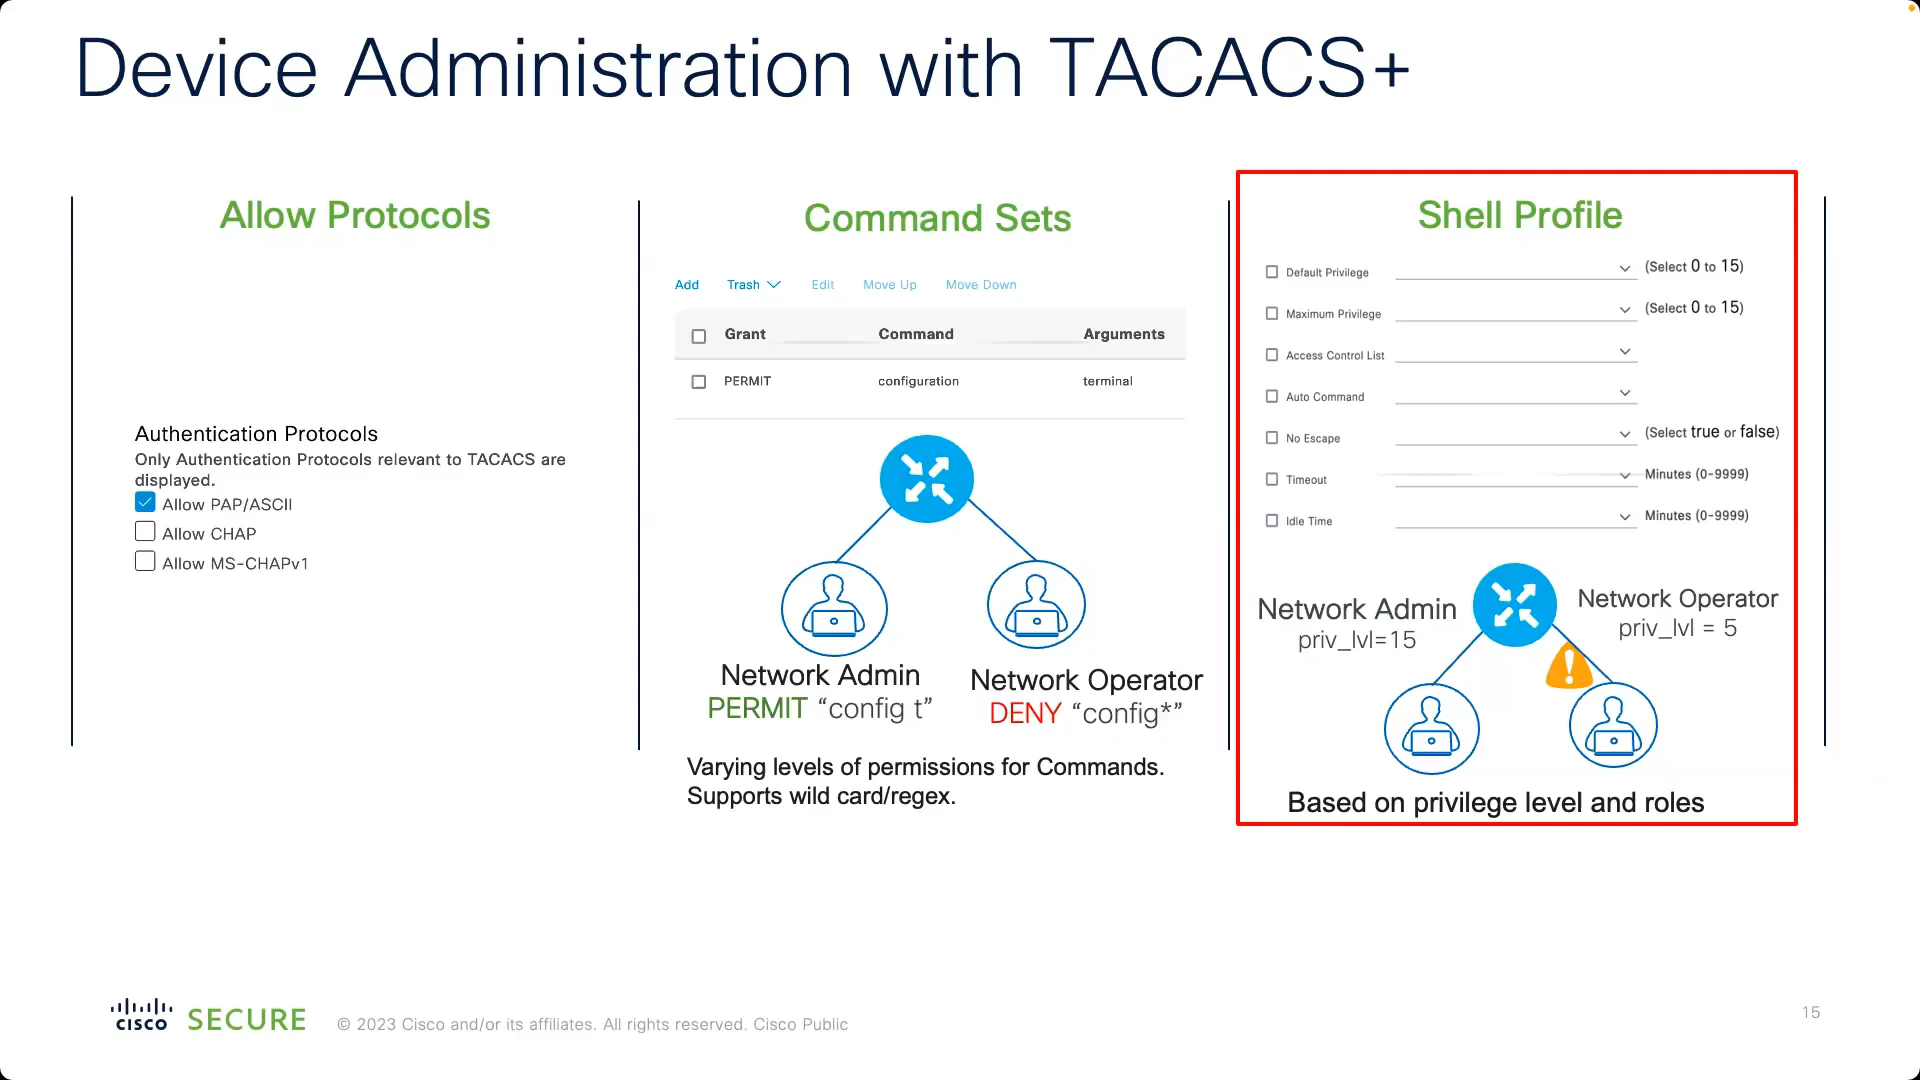 Device Administration with TACACS+
Allow Protocols
Authentication Protocols
Only Authentication Protocols relevant to TACACS are
displayed.
Allow PAP/ASCII
Allow CHAP
Allow MS-CHAPv1
Command Sets
Add Trash Edit Move Up Move Down
Grant Command Arguments
PERMIT configuration terminal
Network Admin
PERMIT “config t”
Network Operator
DENY “config*”
Varying levels of permissions for Commands.
Supports wild card/regex.
Shell Profile
Default Privilege (Select 0 to 15)
Maximum Privilege (Select 0 to 15)
Access Control List
Auto Command
No Escape (Select true or false)
Timeout Minutes (0-9999)
Idle Time Minutes (0-9999)
Network Admin
priv_lvl=15
Network Operator
priv_lvl = 5
Based on privilege level and roles
cisco SECURE
© 2023 Cisco and/or its affiliates. All rights reserved. Cisco Public
15